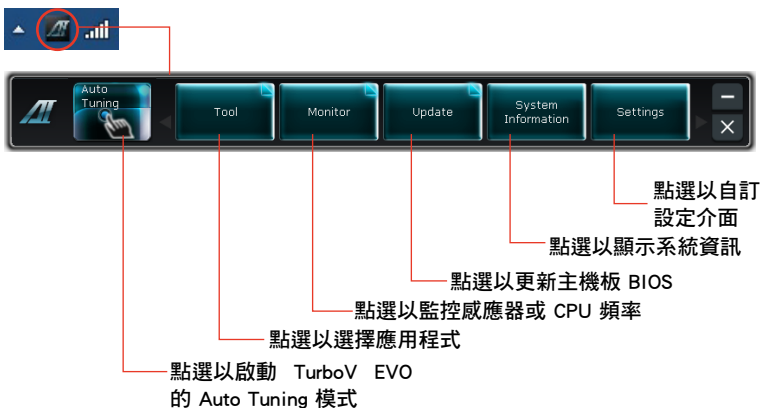 Auto
Tuning
Tool
Monitor
Update
System
Information
Settings
點選以自訂
設定介面
點選以顯示系統資訊
點選以更新主機板 BIOS
點選以監控感應器或 CPU 頻率
點選以選擇應用程式
點選以啟動 TurboV EVO
的 Auto Tuning 模式